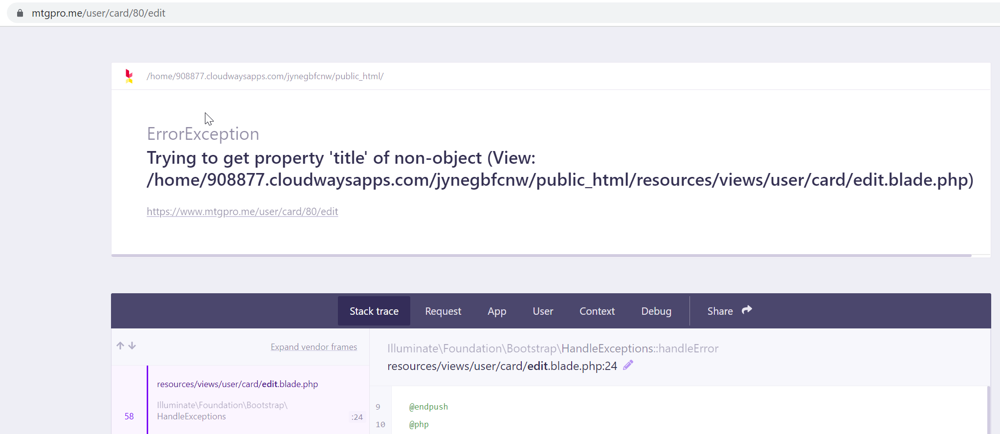 mtgpro.me/user/card/80/edit
/home/908877.cloudwaysapps.com/jynegbfcnw/public_html/
ErrorException
Trying to get property 'title' of non-object (View:
/home/908877.cloudwaysapps.com/jynegbfcnw/public_html/resources/views/user/card/edit.blade.php)
https://www.mtgpro.me/user/card/80/edit
Stack trace Request App User Context Debug Share
Expand vendor frames
Illuminate\Foundation\Bootstrap\HandleExceptions::handleError
resources/views/user/card/edit.blade.php:24
resources/views/user/card/edit.blade.php
Illuminate\Foundation\Bootstrap\
58 HandleExceptions :24
9 @endpush
10 @php